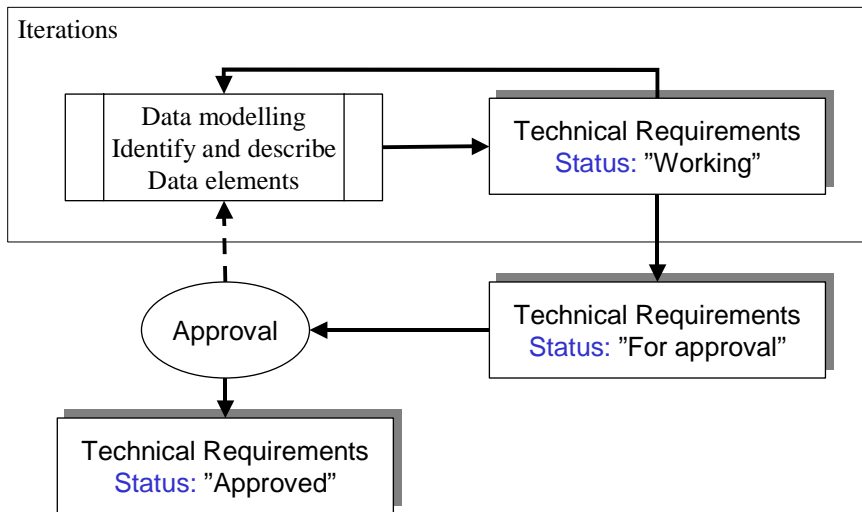 Iterations
Data modelling
Identify and describe
Data elements
Technical Requirements
Status: ”Working”
Technical Requirements
Status: ”For approval”
Approval
Technical Requirements
Status: ”Approved”